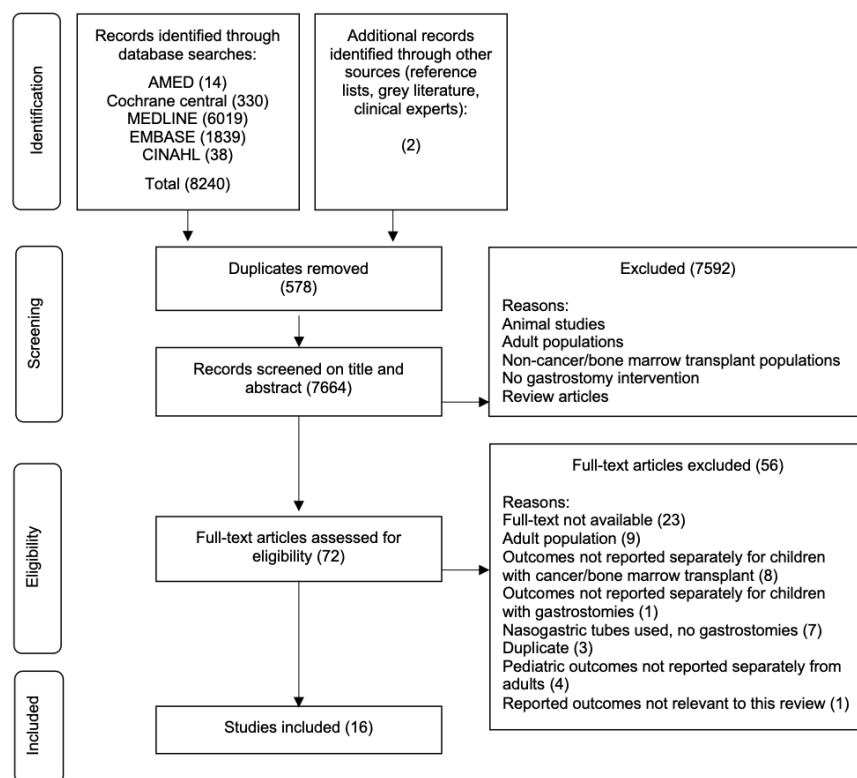 Identification
Records identified through
database searches:
AMED (14)
Cochrane central (330)
MEDLINE (6019)
EMBASE (1839)
CINAHL (38)
Total (8240)
Additional records
identified through other
sources (reference
lists, grey literature,
clinical experts):
(2)
Screening
Duplicates removed
(578)
Records screened on title and
abstract (7664)
Excluded (7592)
Reasons:
Animal studies
Adult populations
Non-cancer/bone marrow transplant populations
No gastrostomy intervention
Review articles
Eligibility
Full-text articles assessed for
eligibility (72)
Full-text articles excluded (56)
Reasons:
Full-text not available (23)
Adult population (9)
Outcomes not reported separately for children
with cancer/bone marrow transplant (8)
Outcomes not reported separately for children
with gastrostomies (1)
Nasogastric tubes used, no gastrostomies (7)
Duplicate (3)
Pediatric outcomes not reported separately from
adults (4)
Reported outcomes not relevant to this review (1)
Included
Studies included (16)